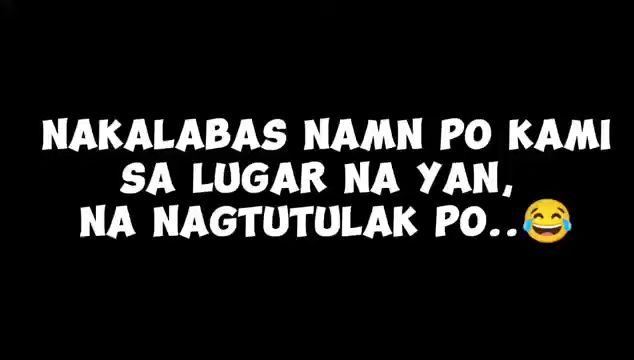 NAKALABAS NAMN PO KAMI
SA LUGAR NA YAN,
NA NAGTUTULAK PO..😂